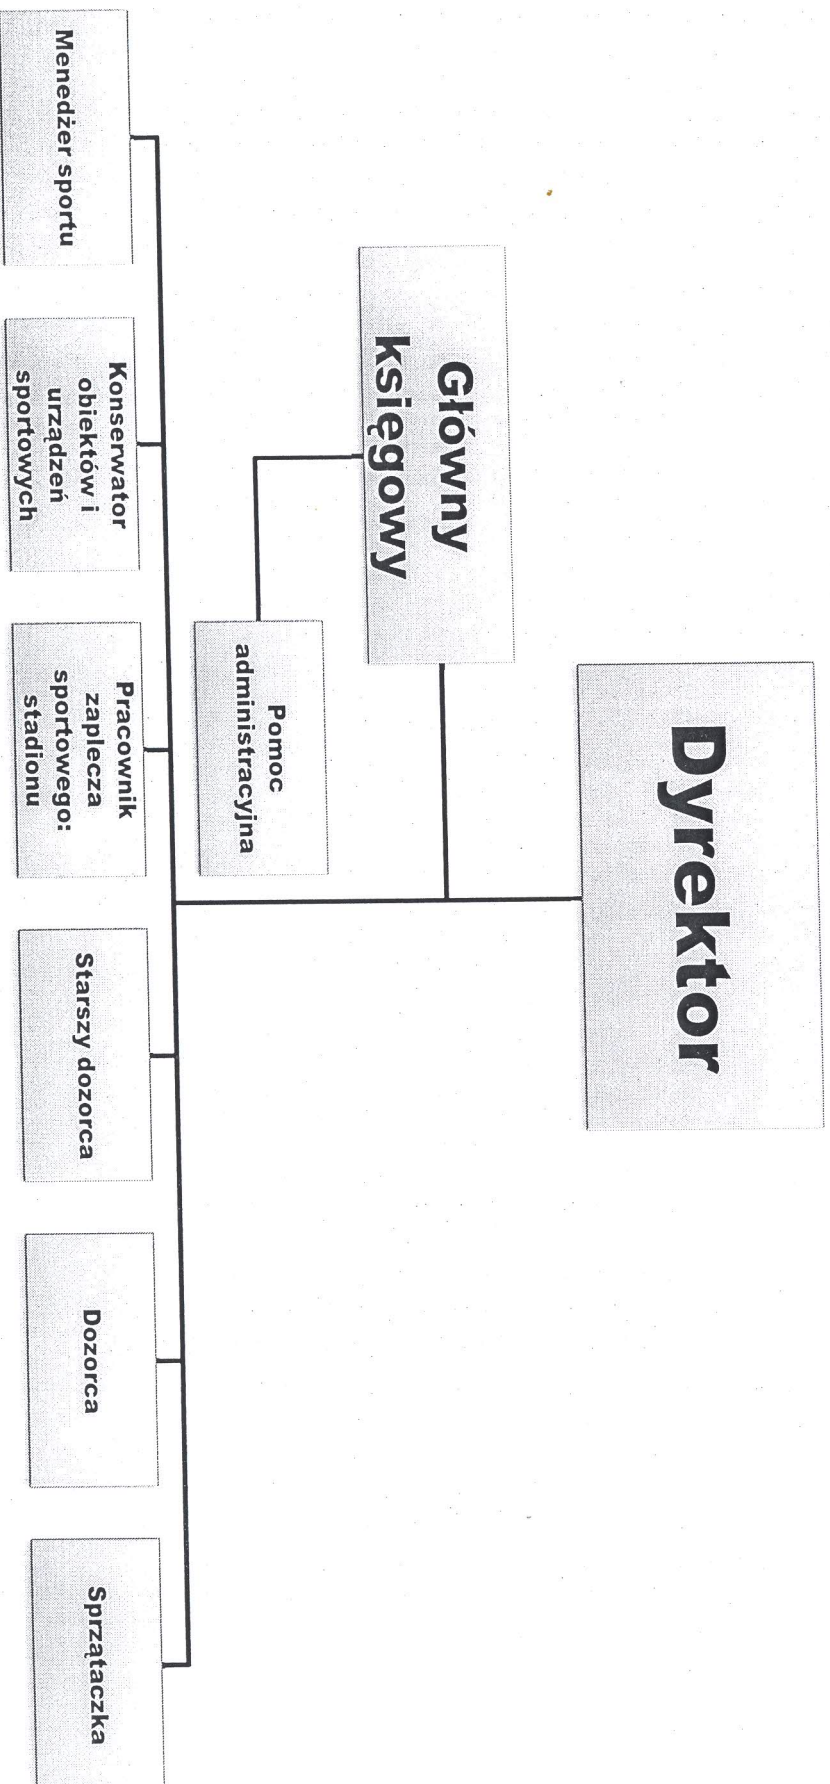 Dyrektor
Główny
księgowy
Pomoc
administracyjna
Menedżer sportu
Konserwator
obiektów i
urządzeń
sportowych
Pracownik
zaplecza
sportowego:
stadionu
Starszy dozorca
Dozorca
Sprzątaczka